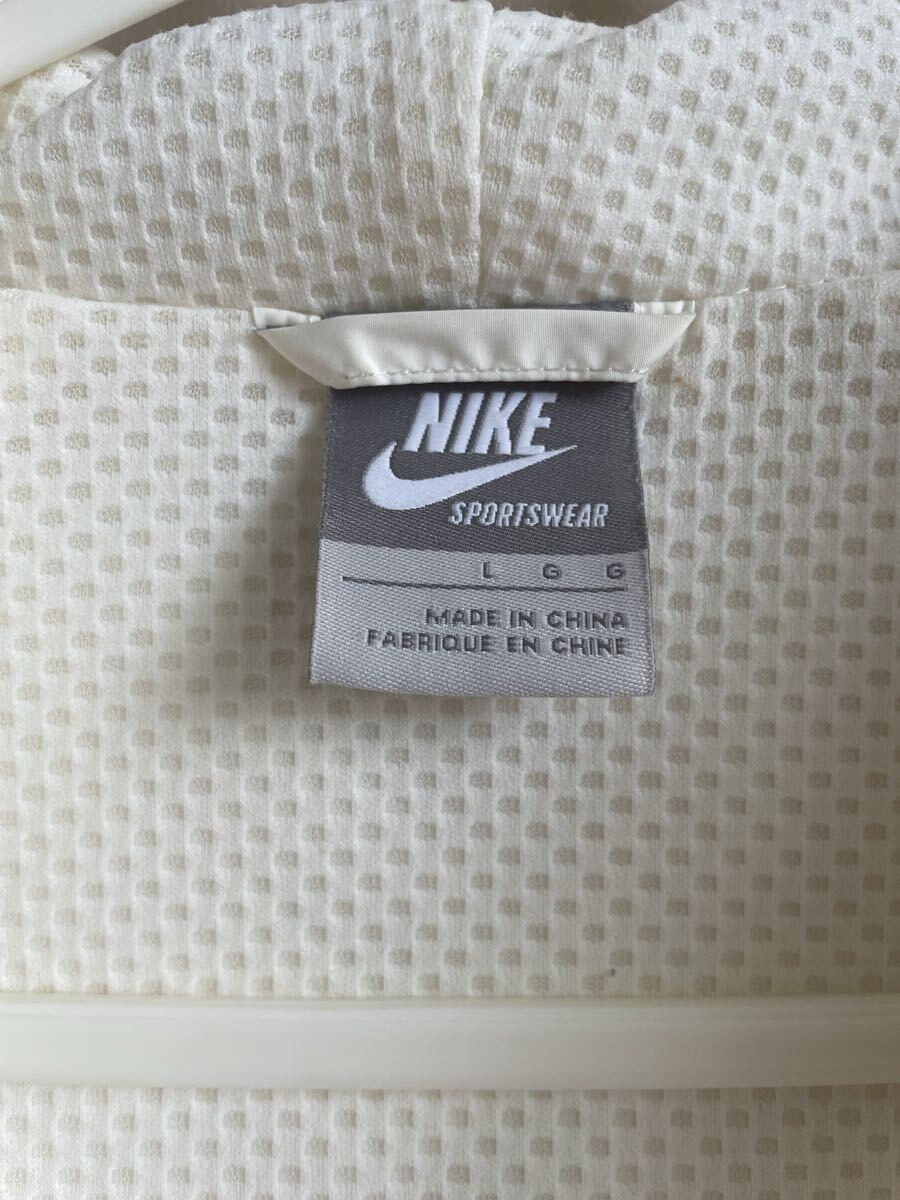 NIKE
SPORTSWEAR
L G G
MADE IN CHINA
FABRIQUE EN CHINE